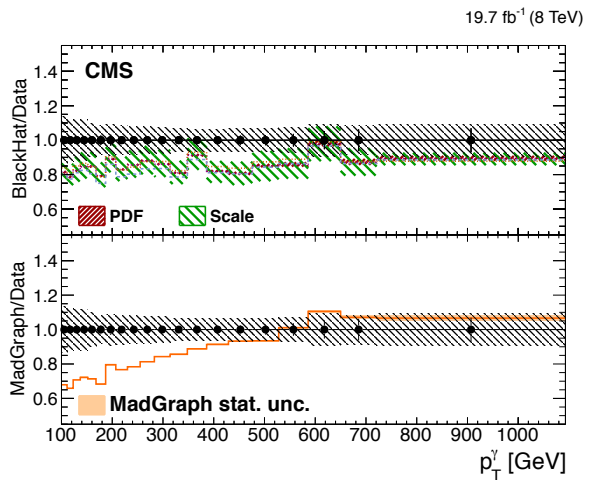 19.7 fb⁻¹ (8 TeV)
CMS
BlackHat/Data
1.4
1.2
1.0
0.8
0.6
PDF
Scale
MadGraph/Data
1.4
1.2
1.0
0.8
0.6
MadGraph stat. unc.
100 200 300 400 500 600 700 800 900 1000
p_T^γ [GeV]